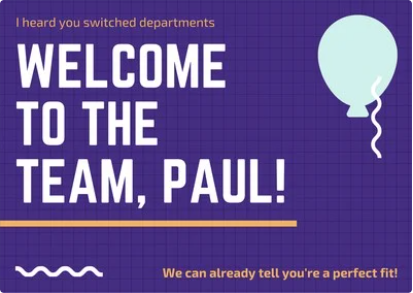 I heard you switched departments
WELCOME
TO THE
TEAM, PAUL!
We can already tell you're a perfect fit!